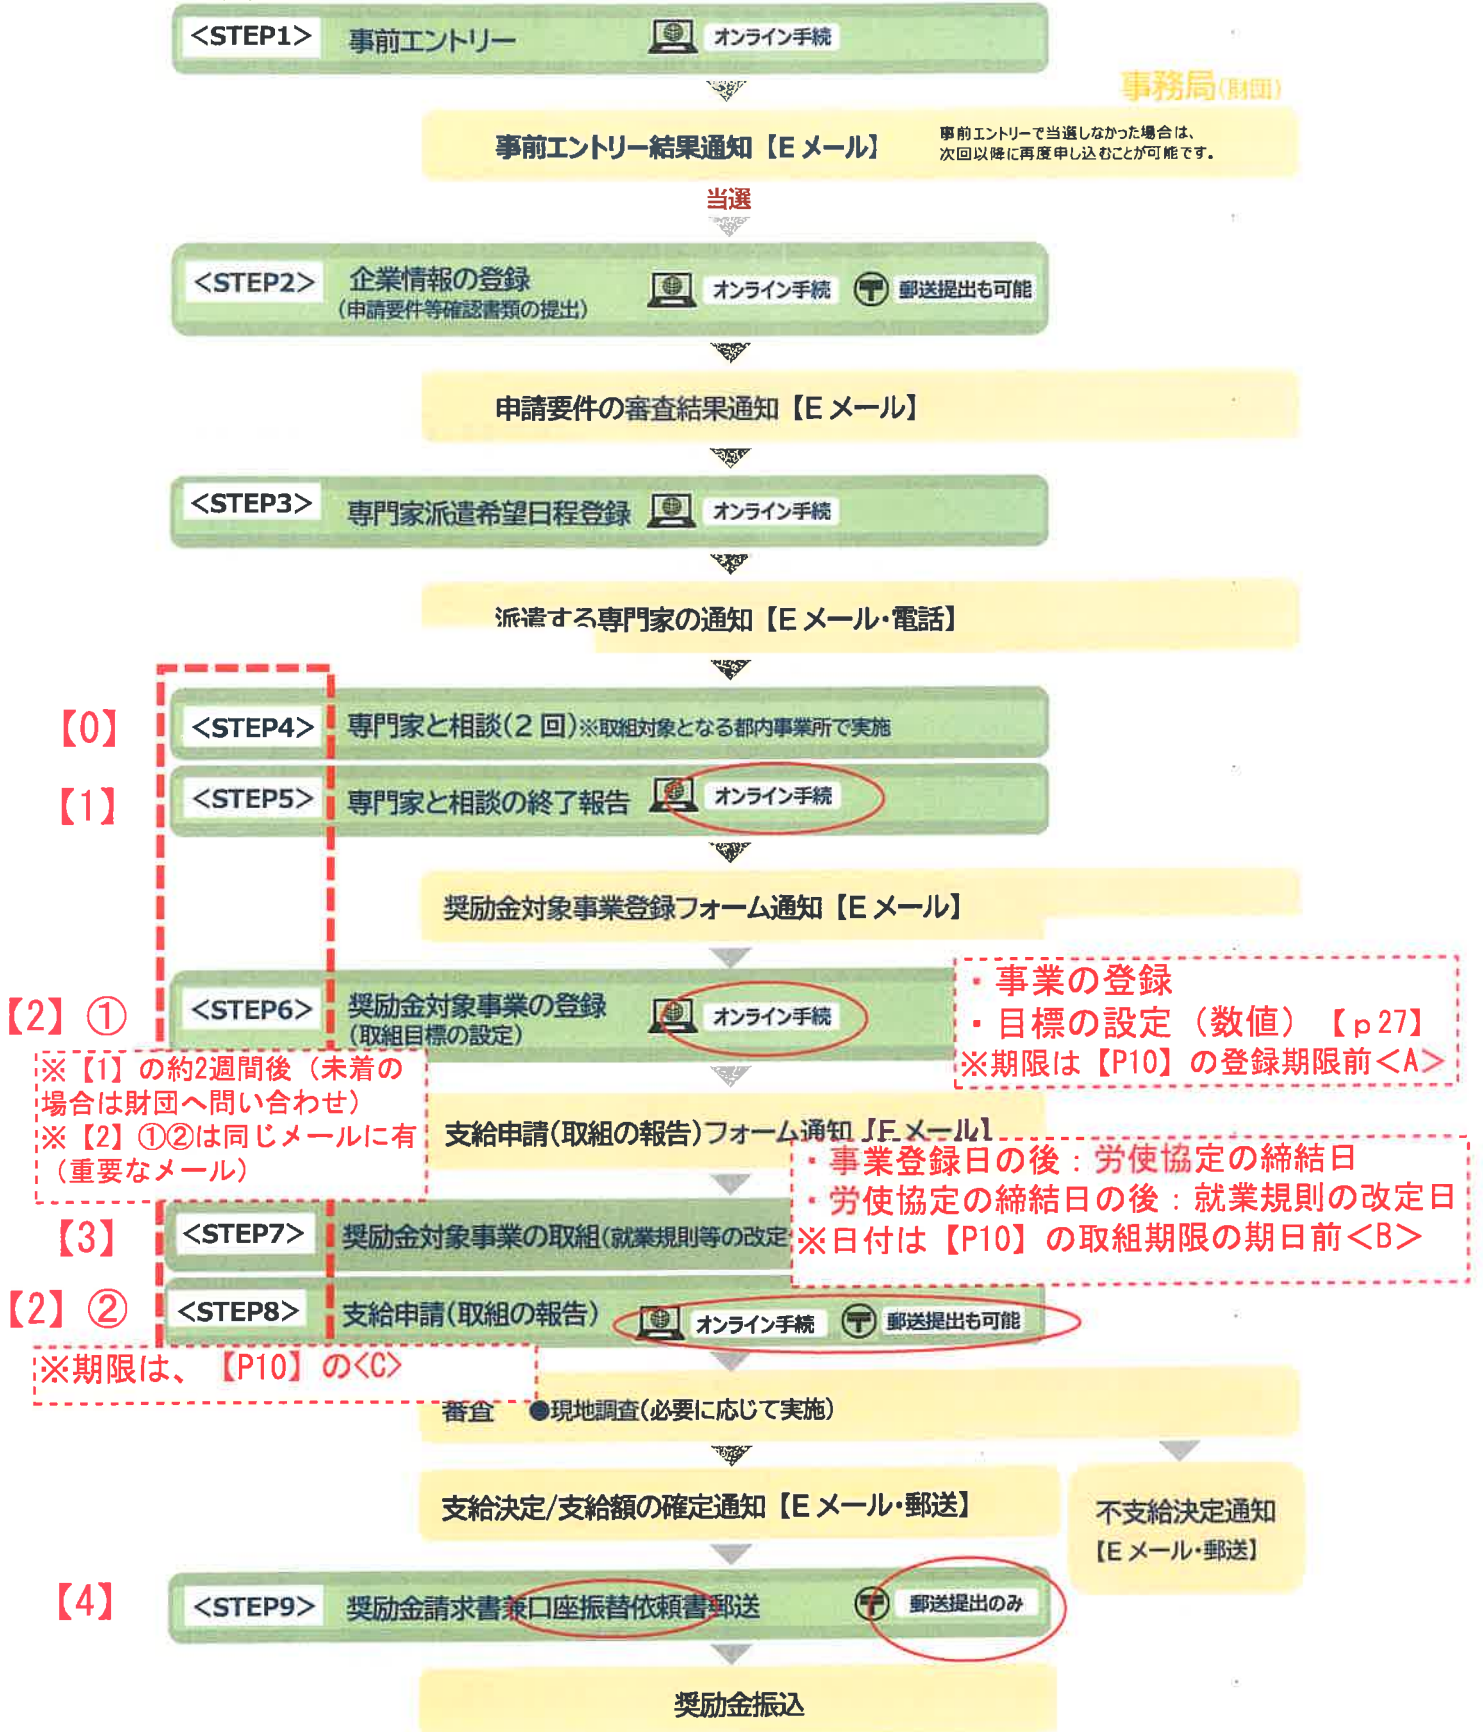 <STEP1> 事前エントリー オンライン手続
事務局(財団)
事前エントリー結果通知【Eメール】
事前エントリーで当選しなかった場合は、
次回以降に再度申し込むことが可能です。
当選
<STEP2> 企業情報の登録 オンライン手続 〒 郵送提出も可能
(申請要件等確認書類の提出)
申請要件の審査結果通知【Eメール】
<STEP3> 専門家派遣希望日程登録 オンライン手続
派遣する専門家の通知【Eメール・電話】
【0】 <STEP4> 専門家と相談(2回)※取組対象となる都内事業所で実施
【1】 <STEP5> 専門家と相談の終了報告 オンライン手続
奨励金対象事業登録フォーム通知【Eメール】
【2】① <STEP6> 奨励金対象事業の登録 オンライン手続
(取組目標の設定)
・事業の登録
・目標の設定（数値）【p27】
※期限は【P10】の登録期限前＜A＞
※【1】の約2週間後（未着の
場合は財団へ問い合わせ）
※【2】①②は同じメールに有
（重要なメール）
支給申請(取組の報告)フォーム通知【Eメール】
・事業登録日の後：労使協定の締結日
・労使協定の締結日の後：就業規則の改定日
※日付は【P10】の取組期限の期日前＜B＞
【3】 <STEP7> 奨励金対象事業の取組(就業規則等の改定
【2】② <STEP8> 支給申請(取組の報告) オンライン手続 〒 郵送提出も可能
※期限は、【P10】の<C>
審査 ●現地調査(必要に応じて実施)
支給決定/支給額の確定通知【Eメール・郵送】
不支給決定通知
【Eメール・郵送】
【4】 <STEP9> 奨励金請求書兼口座振替依頼書郵送 〒 郵送提出のみ
奨励金振込